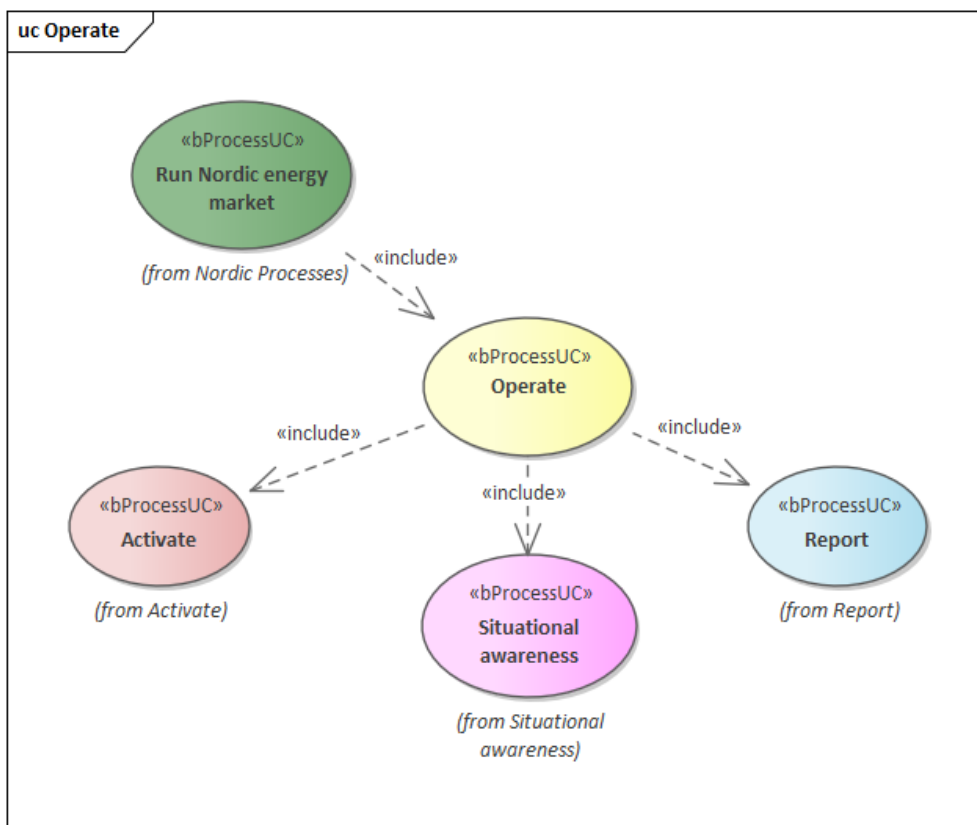 uc Operate
«bProcessUC»
Run Nordic energy
market
(from Nordic Processes)
«include»
«bProcessUC»
Operate
«include»
«include»
«include»
«bProcessUC»
Activate
(from Activate)
«bProcessUC»
Situational
awareness
(from Situational
awareness)
«bProcessUC»
Report
(from Report)